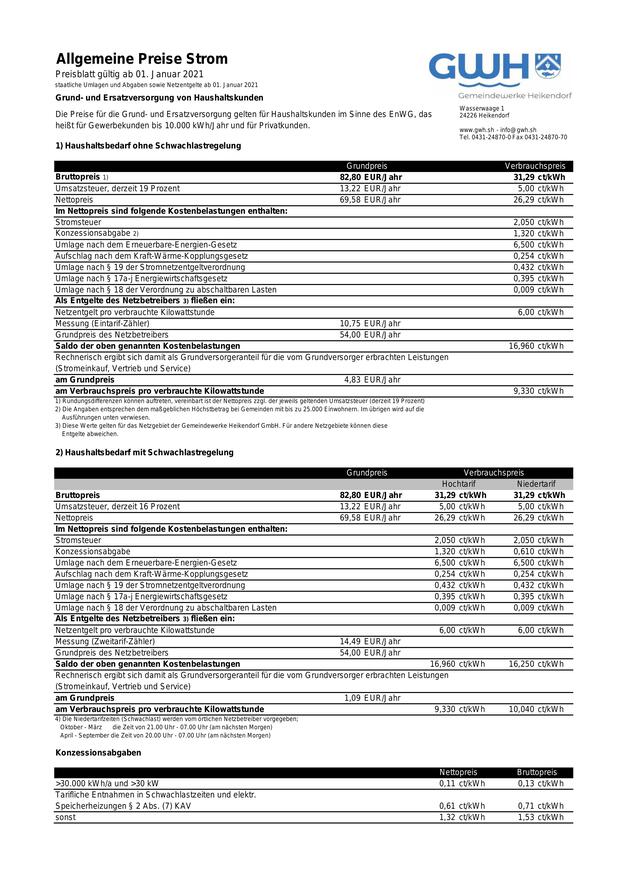 Allgemeine Preise Strom
Preisblatt gültig ab 01. Januar 2021
staatliche Umlagen und Abgaben sowie Netzentgelte ab 01. Januar 2021
Grund- und Ersatzversorgung von Haushaltskunden
GWH
Gemeindewerke Heikendorf
Wasserwaage 1
24226 Heikendorf
www.gwh.sh - info@gwh.sh
Tel. 0431-24870-0 Fax 0431-24870-70
Die Preise für die Grund- und Ersatzversorgung gelten für Haushaltskunden im Sinne des EnWG, das
heißt für Gewerbekunden bis 10.000 kWh/Jahr und für Privatkunden.
1) Haushaltsbedarf ohne Schwachlastregelung
Grundpreis Verbrauchspreis
Bruttopreis 1) 82,80 EUR/Jahr 31,29 ct/kWh
Umsatzsteuer, derzeit 19 Prozent 13,22 EUR/Jahr 5,00 ct/kWh
Nettopreis 69,58 EUR/Jahr 26,29 ct/kWh
Im Nettopreis sind folgende Kostenbelastungen enthalten:
Stromsteuer 2,050 ct/kWh
Konzessionsabgabe 2) 1,320 ct/kWh
Umlage nach dem Erneuerbare-Energien-Gesetz 6,500 ct/kWh
Aufschlag nach dem Kraft-Wärme-Kopplungsgesetz 0,254 ct/kWh
Umlage nach § 19 der Stromnetzentgeltverordnung 0,432 ct/kWh
Umlage nach § 17a-j Energiewirtschaftsgesetz 0,395 ct/kWh
Umlage nach § 18 der Verordnung zu abschaltbaren Lasten 0,009 ct/kWh
Als Entgelte des Netzbetreibers 3) fließen ein:
Netzentgelt pro verbrauchte Kilowattstunde 6,00 ct/kWh
Messung (Eintarif-Zähler) 10,75 EUR/Jahr
Grundpreis des Netzbetreibers 54,00 EUR/Jahr
Saldo der oben genannten Kostenbelastungen 16,960 ct/kWh
Rechnerisch ergibt sich damit als Grundversorgeranteil für die vom Grundversorger erbrachten Leistungen
(Stromeinkauf, Vertrieb und Service)
am Grundpreis 4,83 EUR/Jahr
am Verbrauchspreis pro verbrauchte Kilowattstunde 9,330 ct/kWh
1) Rundungsdifferenzen können auftreten, vereinbart ist der Nettopreis zzgl. der jeweils geltenden Umsatzsteuer (derzeit 19 Prozent)
2) Die Angaben entsprechen dem maßgeblichen Höchstbetrag bei Gemeinden mit bis zu 25.000 Einwohnern. Im übrigen wird auf die
Ausführungen unten verwiesen.
3) Diese Werte gelten für das Netzgebiet der Gemeindewerke Heikendorf GmbH. Für andere Netzgebiete können diese
Entgelte abweichen.
2) Haushaltsbedarf mit Schwachlastregelung
Grundpreis Verbrauchspreis
Hochtarif Niedertarif
Bruttopreis 82,80 EUR/Jahr 31,29 ct/kWh 31,29 ct/kWh
Umsatzsteuer, derzeit 16 Prozent 13,22 EUR/Jahr 5,00 ct/kWh 5,00 ct/kWh
Nettopreis 69,58 EUR/Jahr 26,29 ct/kWh 26,29 ct/kWh
Im Nettopreis sind folgende Kostenbelastungen enthalten:
Stromsteuer 2,050 ct/kWh 2,050 ct/kWh
Konzessionsabgabe 1,320 ct/kWh 0,610 ct/kWh
Umlage nach dem Erneuerbare-Energien-Gesetz 6,500 ct/kWh 6,500 ct/kWh
Aufschlag nach dem Kraft-Wärme-Kopplungsgesetz 0,254 ct/kWh 0,254 ct/kWh
Umlage nach § 19 der Stromnetzentgeltverordnung 0,432 ct/kWh 0,432 ct/kWh
Umlage nach § 17a-j Energiewirtschaftsgesetz 0,395 ct/kWh 0,395 ct/kWh
Umlage nach § 18 der Verordnung zu abschaltbaren Lasten 0,009 ct/kWh 0,009 ct/kWh
Als Entgelte des Netzbetreibers 3) fließen ein:
Netzentgelt pro verbrauchte Kilowattstunde 6,00 ct/kWh 6,00 ct/kWh
Messung (Zweitarif-Zähler) 14,49 EUR/Jahr
Grundpreis des Netzbetreibers 54,00 EUR/Jahr
Saldo der oben genannten Kostenbelastungen 16,960 ct/kWh 16,250 ct/kWh
Rechnerisch ergibt sich damit als Grundversorgeranteil für die vom Grundversorger erbrachten Leistungen
(Stromeinkauf, Vertrieb und Service)
am Grundpreis 1,09 EUR/Jahr
am Verbrauchspreis pro verbrauchte Kilowattstunde 9,330 ct/kWh 10,040 ct/kWh
4) Die Niedertarifzeiten (Schwachlast) werden vom örtlichen Netzbetreiber vorgegeben;
Oktober - März die Zeit von 21.00 Uhr - 07.00 Uhr (am nächsten Morgen)
April - September die Zeit von 20.00 Uhr - 07.00 Uhr (am nächsten Morgen)
Konzessionsabgaben
Nettopreis Bruttopreis
>30.000 kWh/a und >30 kW 0,11 ct/kWh 0,13 ct/kWh
Tarifliche Entnahmen in Schwachlastzeiten und elektr.
Speicherheizungen § 2 Abs. (7) KAV 0,61 ct/kWh 0,71 ct/kWh
sonst 1,32 ct/kWh 1,53 ct/kWh